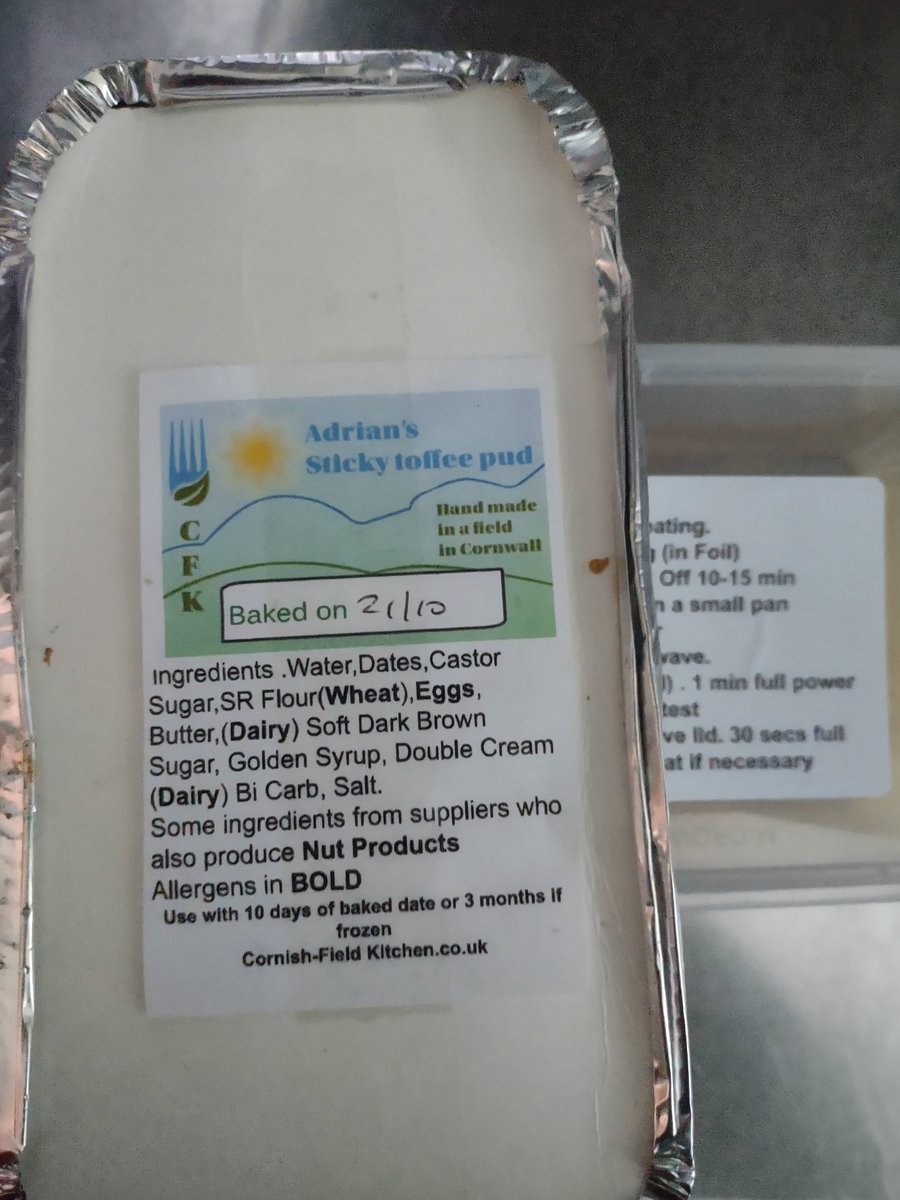 Adrian's
Sticky toffee pud
Hand made
in a field
in Cornwall
C
F
K
Baked on 21/10
Ingredients .Water,Dates,Castor
Sugar,SR Flour(Wheat),Eggs,
Butter,(Dairy) Soft Dark Brown
Sugar, Golden Syrup, Double Cream
(Dairy) Bi Carb, Salt.
Some ingredients from suppliers who
also produce Nut Products
Allergens in BOLD
Use with 10 days of baked date or 3 months if
frozen
Cornish-Field Kitchen.co.uk
(in Foil)
Off 10-15 min
a small pan
. 1 min full power
test
lid. 30 secs full
at if necessary